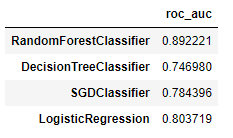 roc_auc
RandomForestClassifier 0.892221
DecisionTreeClassifier 0.746980
SGDClassifier 0.784396
LogisticRegression 0.803719